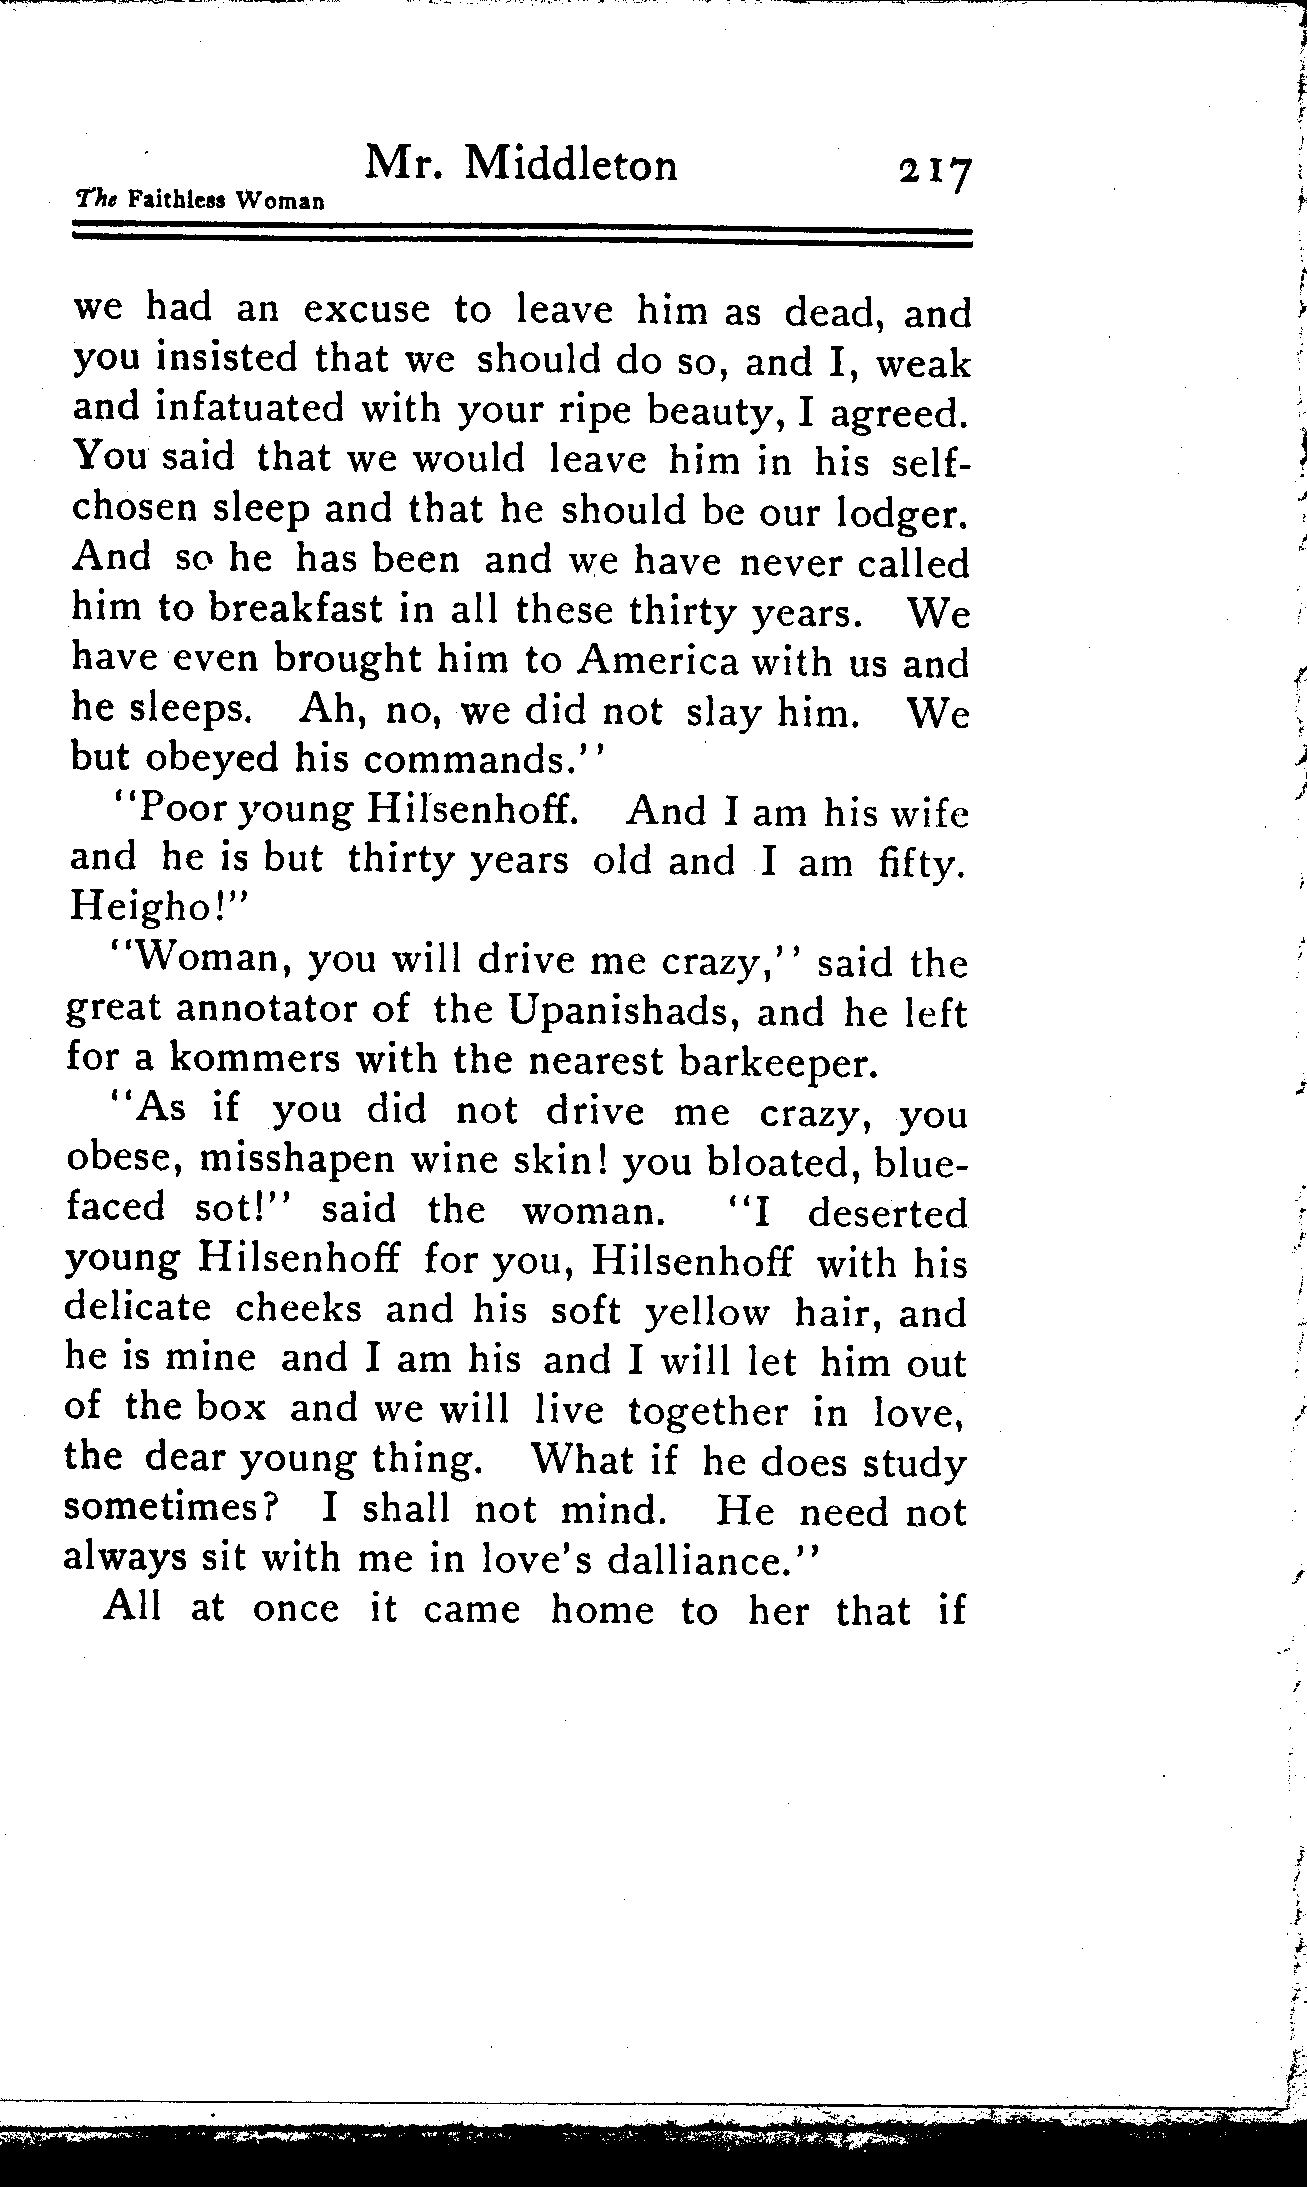 Mr. Middleton 217
The Faithless Woman
we had an excuse to leave him as dead, and
you insisted that we should do so, and I, weak
and infatuated with your ripe beauty, I agreed.
You said that we would leave him in his self-
chosen sleep and that he should be our lodger.
And so he has been and we have never called
him to breakfast in all these thirty years. We
have even brought him to America with us and
he sleeps. Ah, no, we did not slay him. We
but obeyed his commands."
"Poor young Hilsenhoff. And I am his wife
and he is but thirty years old and I am fifty.
Heigho!"
"Woman, you will drive me crazy," said the
great annotator of the Upanishads, and he left
for a kommers with the nearest barkeeper.
"As if you did not drive me crazy, you
obese, misshapen wine skin! you bloated, blue-
faced sot!" said the woman. "I deserted
young Hilsenhoff for you, Hilsenhoff with his
delicate cheeks and his soft yellow hair, and
he is mine and I am his and I will let him out
of the box and we will live together in love,
the dear young thing. What if he does study
sometimes? I shall not mind. He need not
always sit with me in love's dalliance."
All at once it came home to her that if